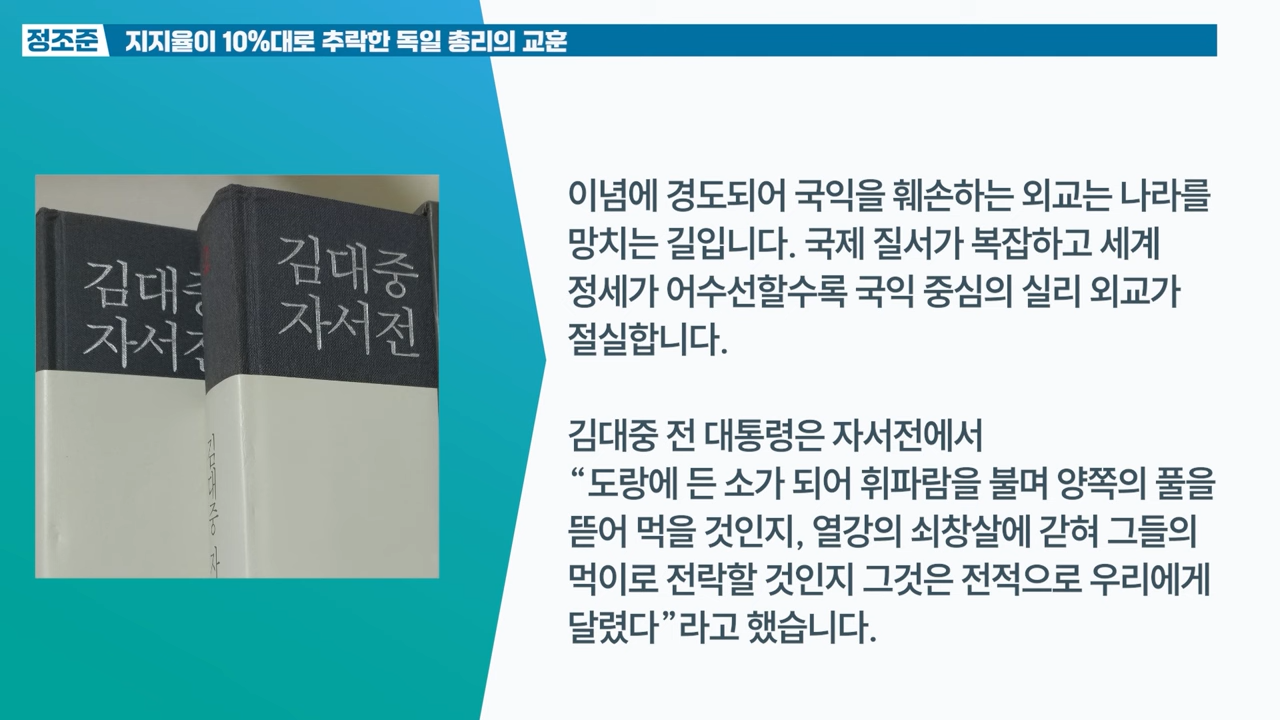 정조준 지지율이 10%대로 추락한 독일 총리의 교훈
김대중
자서전
김대
자서
김대중 자
이념에 경도되어 국익을 훼손하는 외교는 나라를
망치는 길입니다. 국제 질서가 복잡하고 세계
정세가 어수선할수록 국익 중심의 실리 외교가
절실합니다.
김대중 전 대통령은 자서전에서
“도랑에 든 소가 되어 휘파람을 불며 양쪽의 풀을
뜯어 먹을 것인지, 열강의 쇠창살에 갇혀 그들의
먹이로 전락할 것인지 그것은 전적으로 우리에게
달렸다”라고 했습니다.